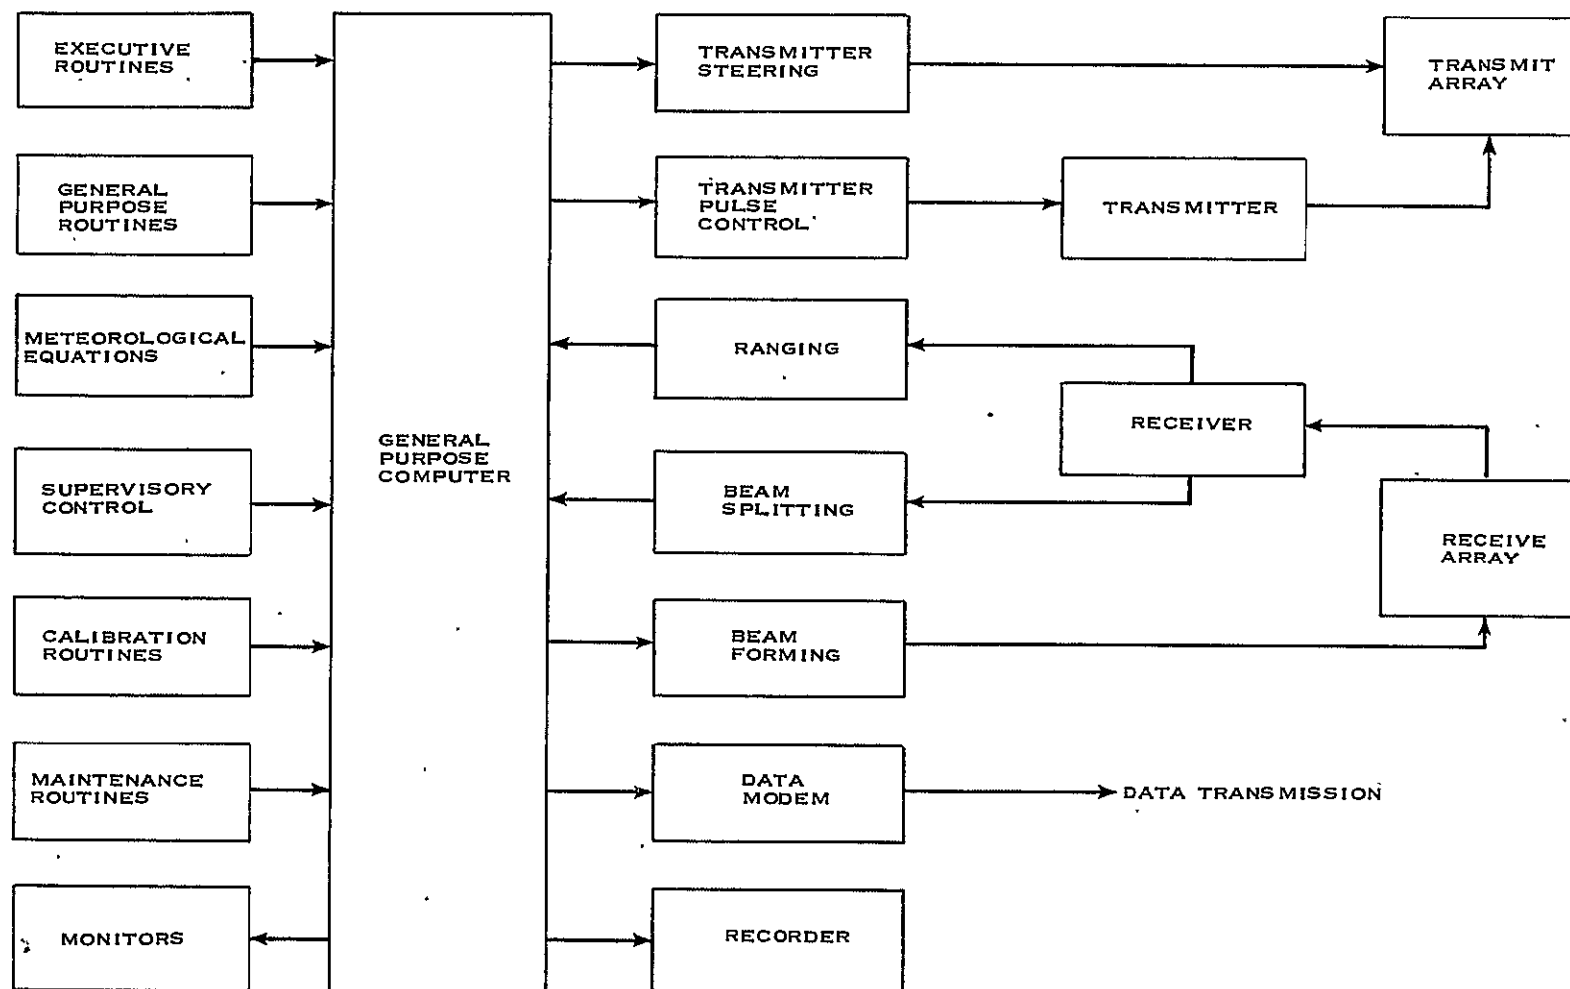 EXECUTIVE
ROUTINES
TRANSMITTER
STEERING
TRANSMIT
ARRAY
GENERAL
PURPOSE
ROUTINES
TRANSMITTER
PULSE
CONTROL
TRANSMITTER
METEOROLOGICAL
EQUATIONS
RANGING
RECEIVER
GENERAL
PURPOSE
COMPUTER
SUPERVISORY
CONTROL
BEAM
SPLITTING
RECEIVE
ARRAY
CALIBRATION
ROUTINES
BEAM
FORMING
MAINTENANCE
ROUTINES
DATA
MODEM
DATA TRANSMISSION
MONITORS
RECORDER